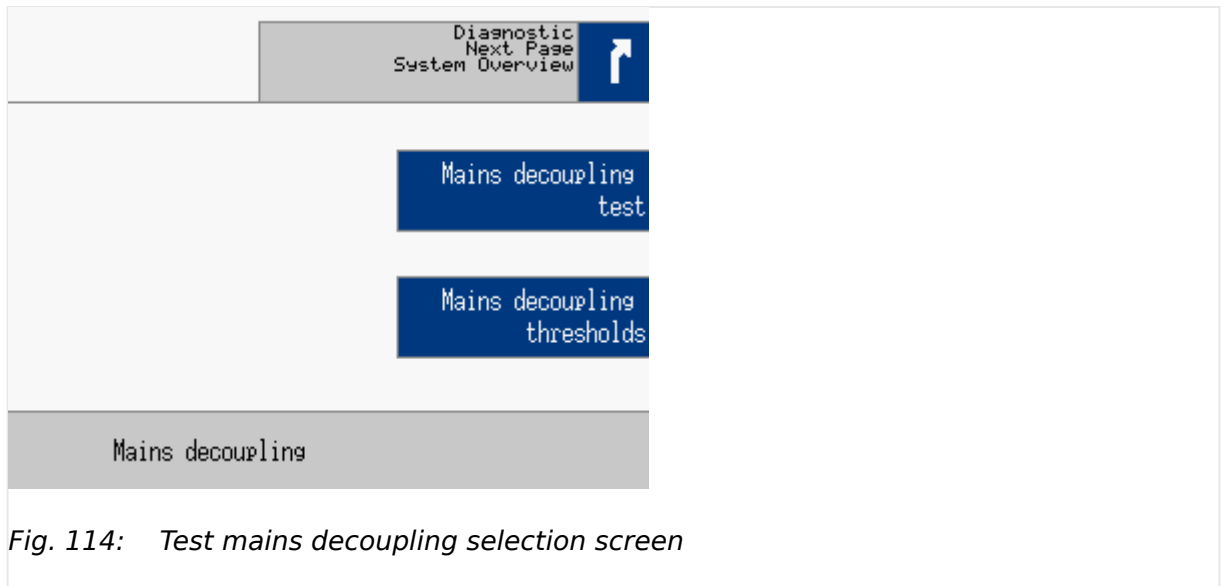 Diagnostic
Next Page
System Overview
Mains decoupling
test
Mains decoupling
thresholds
Mains decoupling
Fig. 114: Test mains decoupling selection screen